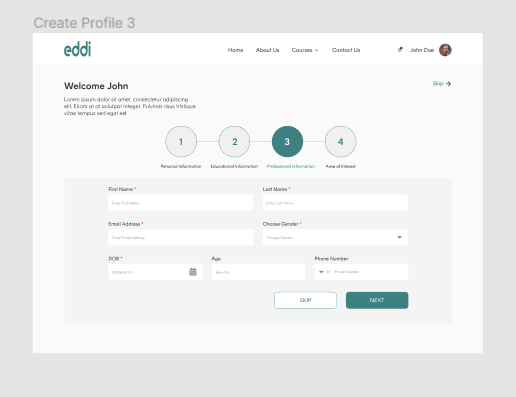 Create Profile 3
eddi
Home About Us Courses Contact Us John Doe
Welcome John
Skip
Lorem ipsum dolor sit amet, consectetur adipiscing
elit. Etiam at at volutpat integer. Pulvinar risus tristique
vitae tempus sed eget est
1 2 3 4
Personal Information Educational Information Professional Information Area of Interest
First Name * Last Name *
Enter First Name Enter Last Name
Email Address * Choose Gender *
Enter Email Address Choose Gender
DOB * Age Phone Number
DD/MM/YYYY Phone Number
SKIP NEXT